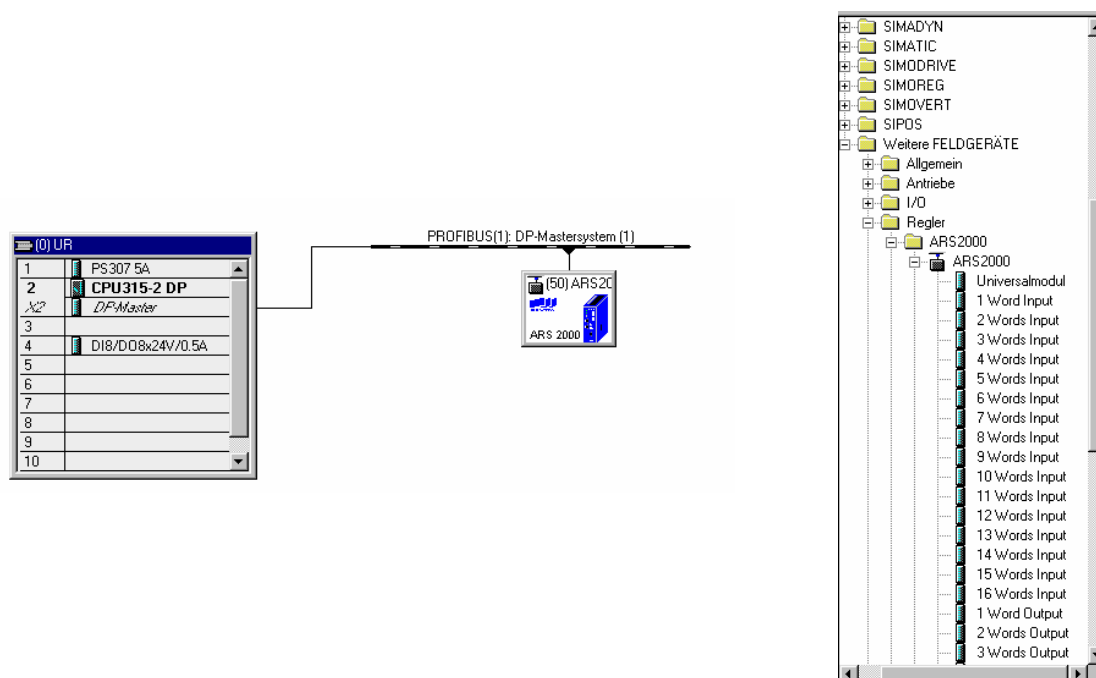 (0) UR
1 PS307 5A
2 CPU315-2 DP
X2 DP-Master
3
4 DI8/DO8x24V/0.5A
5
6
7
8
9
10
PROFIBUS(1): DP-Mastersystem (1)
(50) ARS20
ARS 2000
SIMADYN
SIMATIC
SIMODRIVE
SIMOREG
SIMOVERT
SIPOS
Weitere FELDGERÄTE
Allgemein
Antriebe
I/O
Regler
ARS2000
ARS2000
Universalmodul
1 Word Input
2 Words Input
3 Words Input
4 Words Input
5 Words Input
6 Words Input
7 Words Input
8 Words Input
9 Words Input
10 Words Input
11 Words Input
12 Words Input
13 Words Input
14 Words Input
15 Words Input
16 Words Input
1 Word Output
2 Words Output
3 Words Output